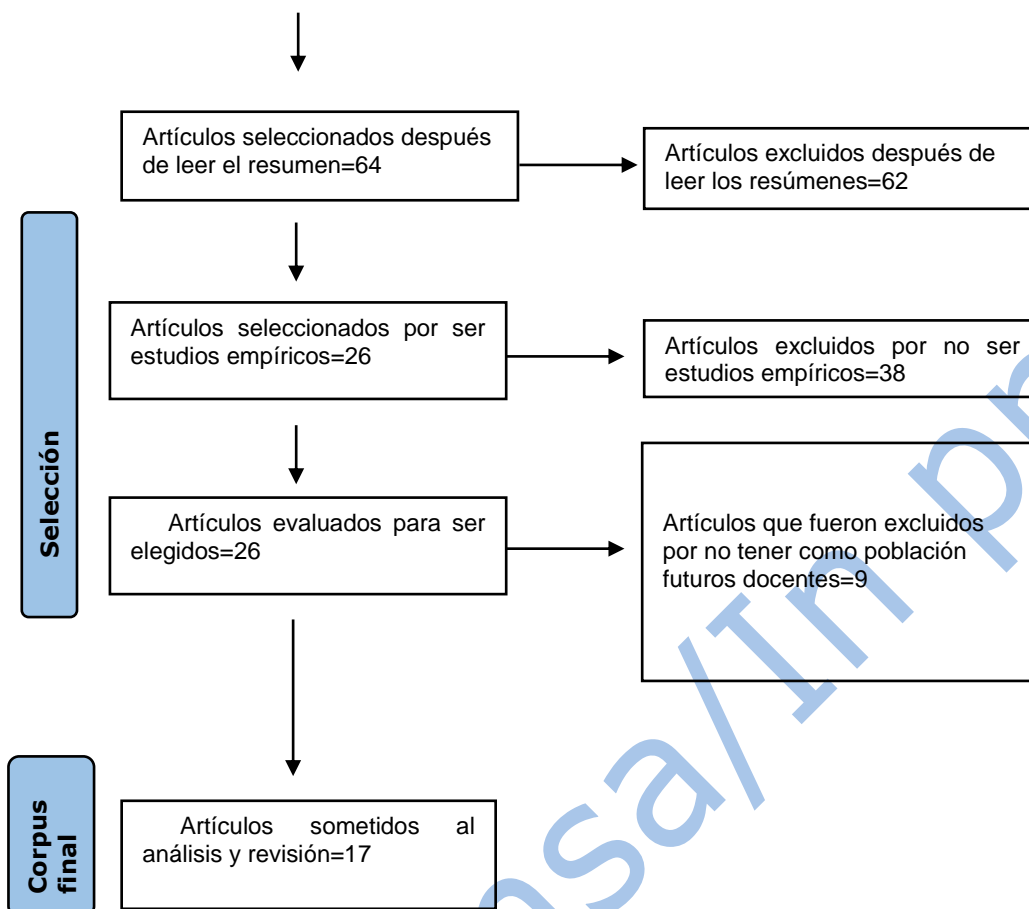 Artículos seleccionados después
de leer el resumen=64
Artículos excluidos después de
leer los resúmenes=62
Selección
Artículos seleccionados por ser
estudios empíricos=26
Artículos excluidos por no ser
estudios empíricos=38
Artículos evaluados para ser
elegidos=26
Artículos que fueron excluidos
por no tener como población
futuros docentes=9
Corpus
final
Artículos sometidos al
análisis y revisión=17